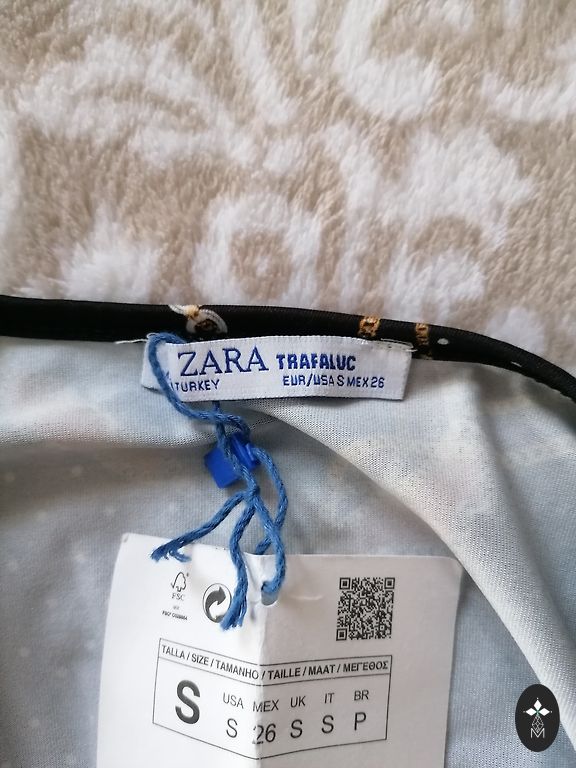 ZARA TRAFALUC
TURKEY EUR/USA S MEX 26
FSC
TALLA / SIZE / TAMANHO / TAILLE / MAAT / ΜΕΓΕΘΟΣ
S
USA MEX UK IT BR
S 26 S S P